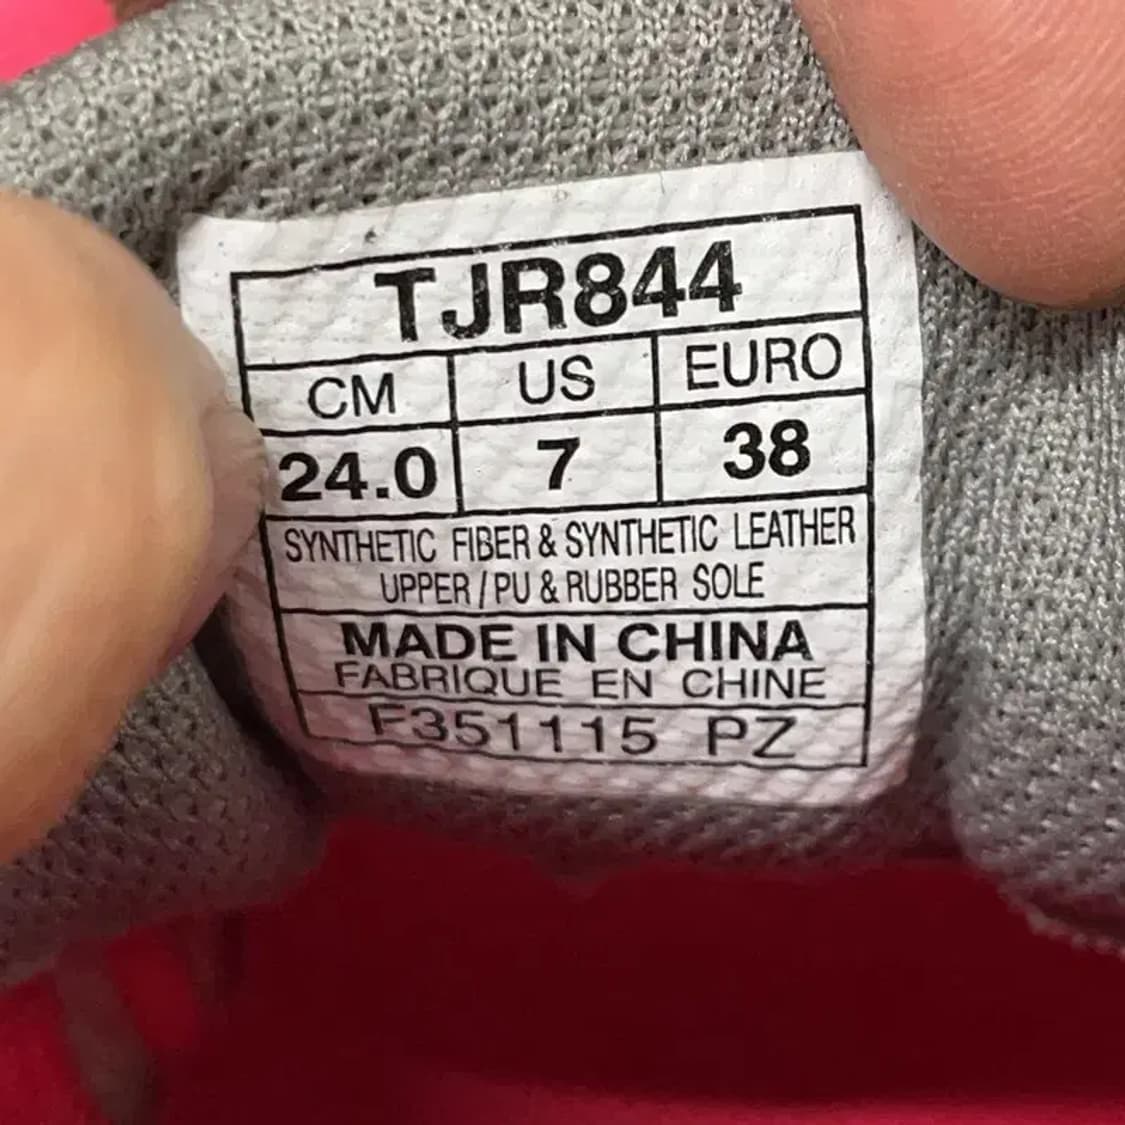 TJR844
CM US EURO
24.0 7 38
SYNTHETIC FIBER & SYNTHETIC LEATHER
UPPER / PU & RUBBER SOLE
MADE IN CHINA
FABRIQUE EN CHINE
F351115 PZ